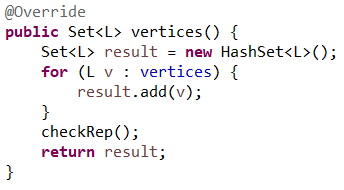 @Override
public Set<L> vertices() {
    Set<L> result = new HashSet<L>();
    for (L v : vertices) {
        result.add(v);
    }
    checkRep();
    return result;
}